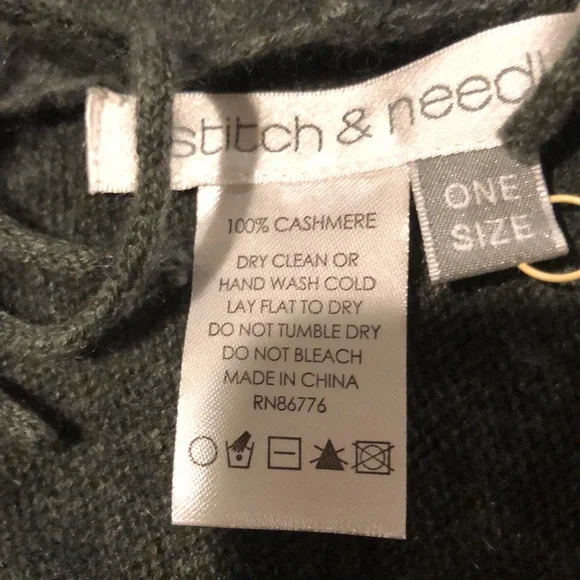 stitch & needl
ONE
SIZE
100% CASHMERE
DRY CLEAN OR
HAND WASH COLD
LAY FLAT TO DRY
DO NOT TUMBLE DRY
DO NOT BLEACH
MADE IN CHINA
RN86776